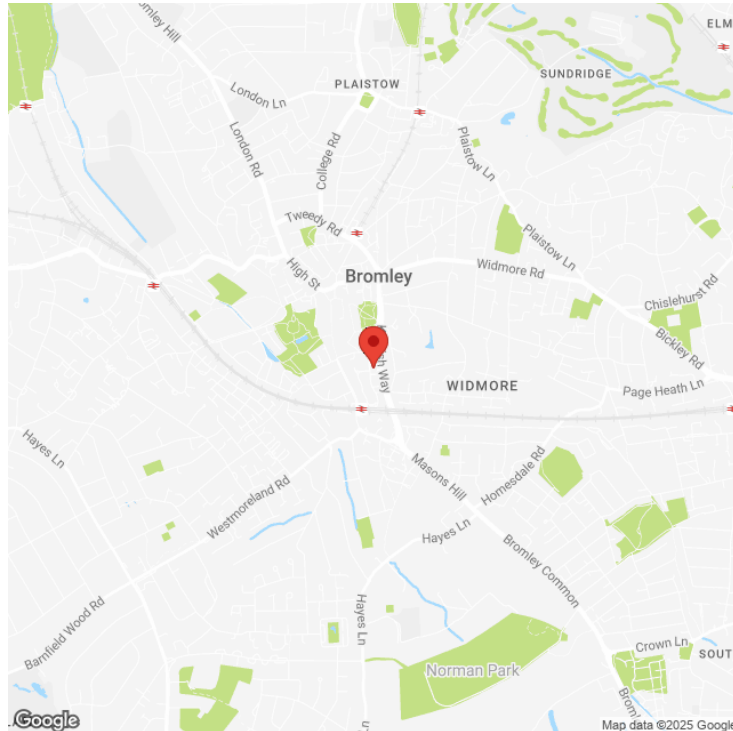 ELM
omley Hill
PLAISTOW
SUNDRIDGE
London Ln
London Rd
College Rd
Plaistow Ln
Tweedy Rd
Plaistow Ln
High St
Bromley
Widmore Rd
Chislehurst Rd
Bickley Rd
h Way
WIDMORE
Page Heath Ln
Hayes Ln
Masons Hill
Homesdale Rd
Westmoreland Rd
Hayes Ln
Bromley Common
Barnfield Wood Rd
Hayes Ln
Crown Ln
SOUT
Norman Park
Google
Map data ©2025 Google